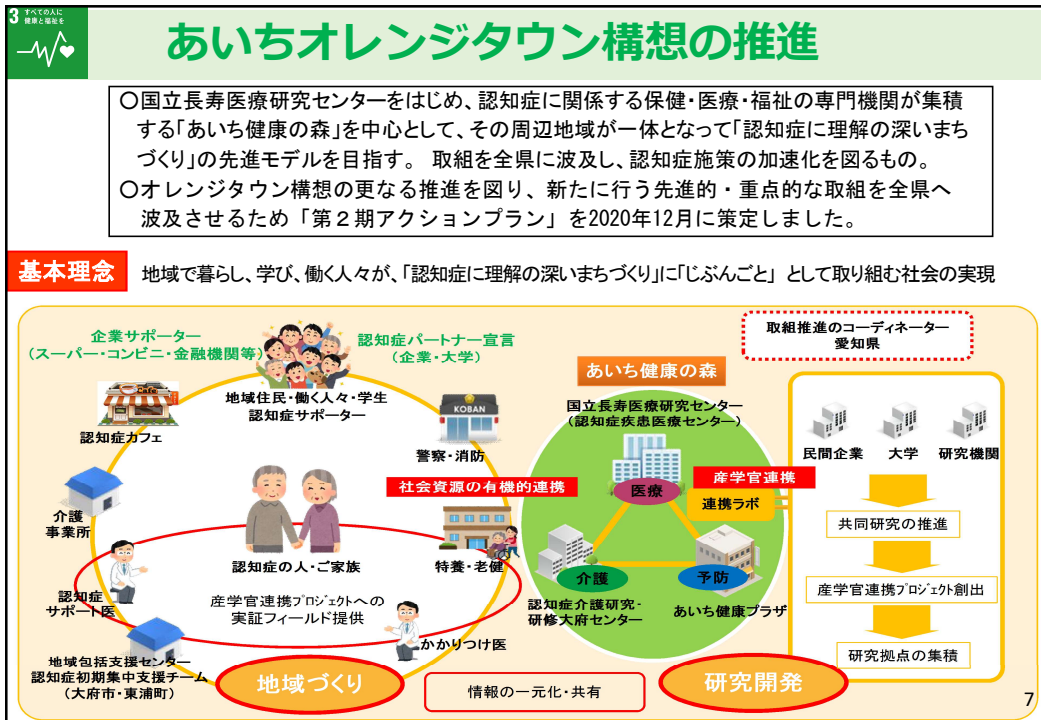 3 すべての人に
健康と福祉を
あいちオレンジタウン構想の推進
○国立長寿医療研究センターをはじめ、認知症に関係する保健・医療・福祉の専門機関が集積
する「あいち健康の森」を中心として、その周辺地域が一体となって「認知症に理解の深いまち
づくり」の先進モデルを目指す。 取組を全県に波及し、認知症施策の加速化を図るもの。
○オレンジタウン構想の更なる推進を図り、新たに行う先進的・重点的な取組を全県へ
波及させるため「第２期アクションプラン」を2020年12月に策定しました。
基本理念
地域で暮らし、学び、働く人々が、「認知症に理解の深いまちづくり」に「じぶんごと」 として取り組む社会の実現
企業サポーター
(スーパー・コンビニ・金融機関等)
認知症パートナー宣言
(企業・大学)
地域住民・働く人々・学生
認知症サポーター
Cafe
認知症カフェ
KOBAN
警察・消防
介護
事業所
社会資源の有機的連携
認知症の人・ご家族
特養・老健
認知症
サポート医
産学官連携プロジェクトへの
実証フィールド提供
かかりつけ医
地域包括支援センター
認知症初期集中支援チーム
(大府市・東浦町)
地域づくり
情報の一元化・共有
あいち健康の森
国立長寿医療研究センター
(認知症疾患医療センター)
医療
産学官連携
連携ラボ
介護
予防
認知症介護研究・
研修大府センター
あいち健康プラザ
研究開発
取組推進のコーディネーター
愛知県
民間企業
大学
研究機関
共同研究の推進
産学官連携プロジェクト創出
研究拠点の集積
7